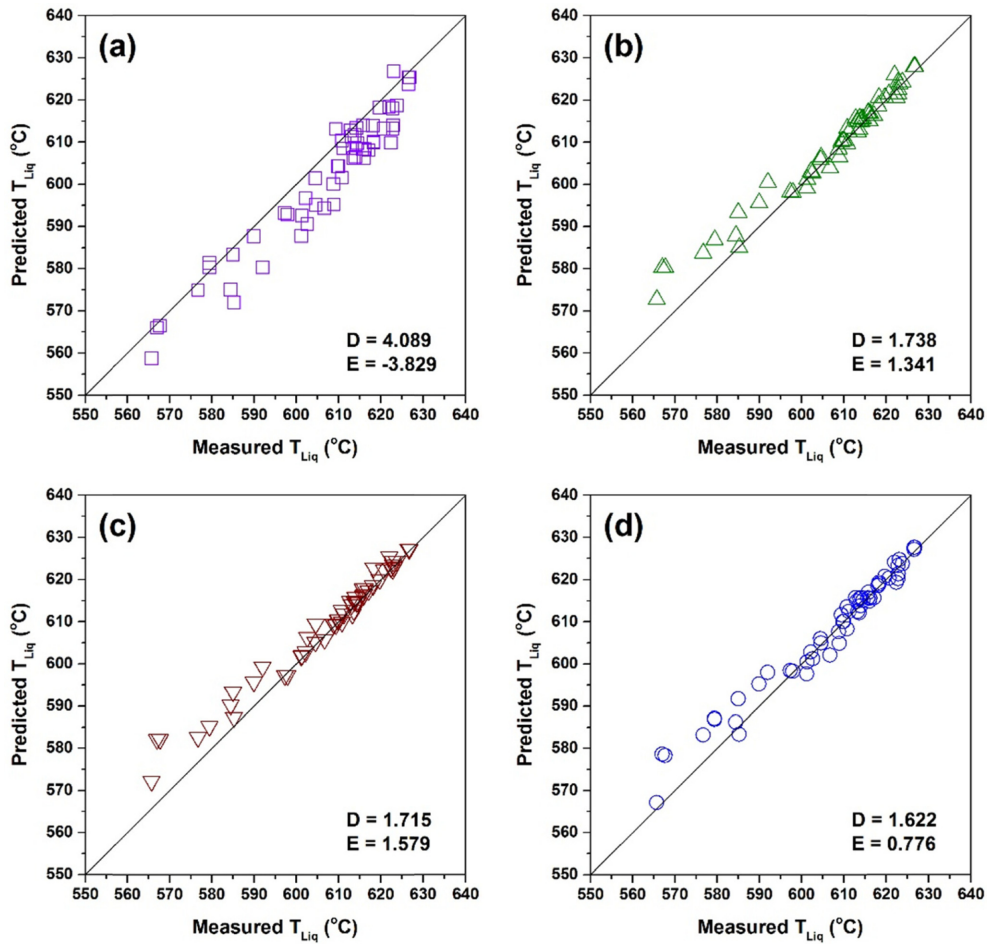 (a)
640
630
620
610
600
590
580
570
560
550
Predicted T_Liq (°C)
D = 4.089
E = -3.829
550 560 570 580 590 600 610 620 630 640
Measured T_Liq (°C)
(b)
640
630
620
610
600
590
580
570
560
550
Predicted T_Liq (°C)
D = 1.738
E = 1.341
550 560 570 580 590 600 610 620 630 640
Measured T_Liq (°C)
(c)
640
630
620
610
600
590
580
570
560
550
Predicted T_Liq (°C)
D = 1.715
E = 1.579
550 560 570 580 590 600 610 620 630 640
Measured T_Liq (°C)
(d)
640
630
620
610
600
590
580
570
560
550
Predicted T_Liq (°C)
D = 1.622
E = 0.776
550 560 570 580 590 600 610 620 630 640
Measured T_Liq (°C)